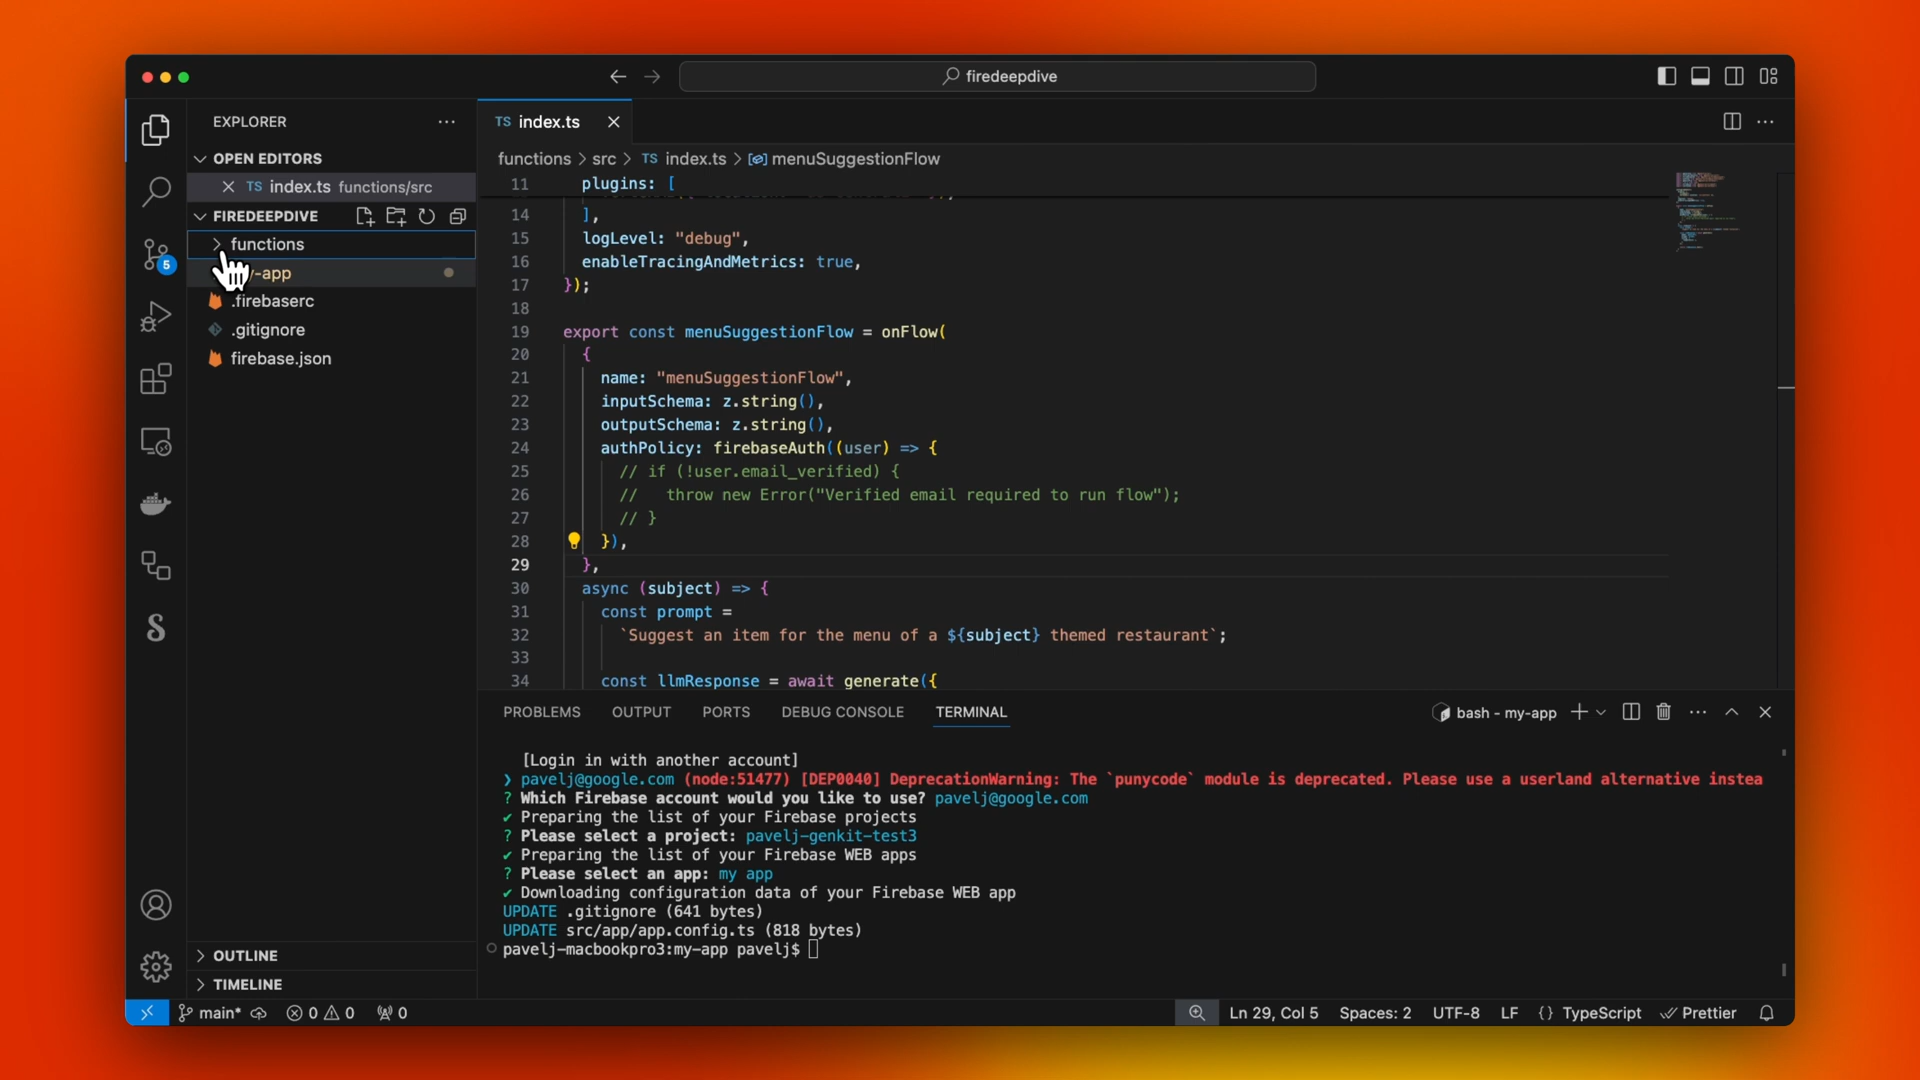 firedeepdive
EXPLORER
OPEN EDITORS
TS index.ts functions/src
FIREDEEPDIVE
functions
-app
.firebaserc
.gitignore
firebase.json
OUTLINE
TIMELINE
5
TS index.ts
functions > src > TS index.ts > menuSuggestionFlow
11 plugins: [
14 ],
15 logLevel: "debug",
16 enableTracingAndMetrics: true,
17 });
18
19 export const menuSuggestionFlow = onFlow(
20 {
21 name: "menuSuggestionFlow",
22 inputSchema: z.string(),
23 outputSchema: z.string(),
24 authPolicy: firebaseAuth((user) => {
25 // if (!user.email_verified) {
26 // throw new Error("Verified email required to run flow");
27 // }
28 }),
29 },
30 async (subject) => {
31 const prompt =
32 `Suggest an item for the menu of a ${subject} themed restaurant`;
33
34 const llmResponse = await generate({
PROBLEMS OUTPUT PORTS DEBUG CONSOLE TERMINAL
bash - my-app
[Login in with another account]
❯ pavelj@google.com (node:51477) [DEP0040] DeprecationWarning: The `punycode` module is deprecated. Please use a userland alternative instea
? Which Firebase account would you like to use? pavelj@google.com
✔ Preparing the list of your Firebase projects
? Please select a project: pavelj-genkit-test3
✔ Preparing the list of your Firebase WEB apps
? Please select an app: my app
✔ Downloading configuration data of your Firebase WEB app
UPDATE .gitignore (641 bytes)
UPDATE src/app/app.config.ts (818 bytes)
pavelj-macbookpro3:my-app pavelj$
main* 0 0 0 Ln 29, Col 5 Spaces: 2 UTF-8 LF {} TypeScript Prettier